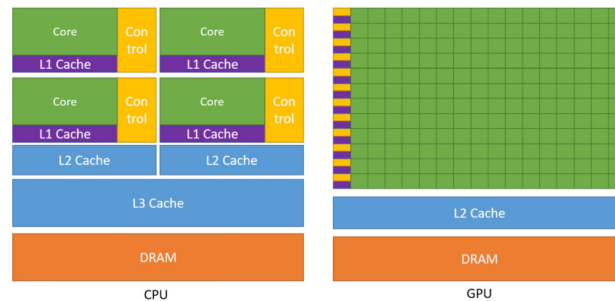 Core
Con
trol
L1 Cache
Core
Con
trol
L1 Cache
Core
Con
trol
L1 Cache
Core
Con
trol
L1 Cache
L2 Cache
L2 Cache
L3 Cache
DRAM
CPU
L2 Cache
DRAM
GPU